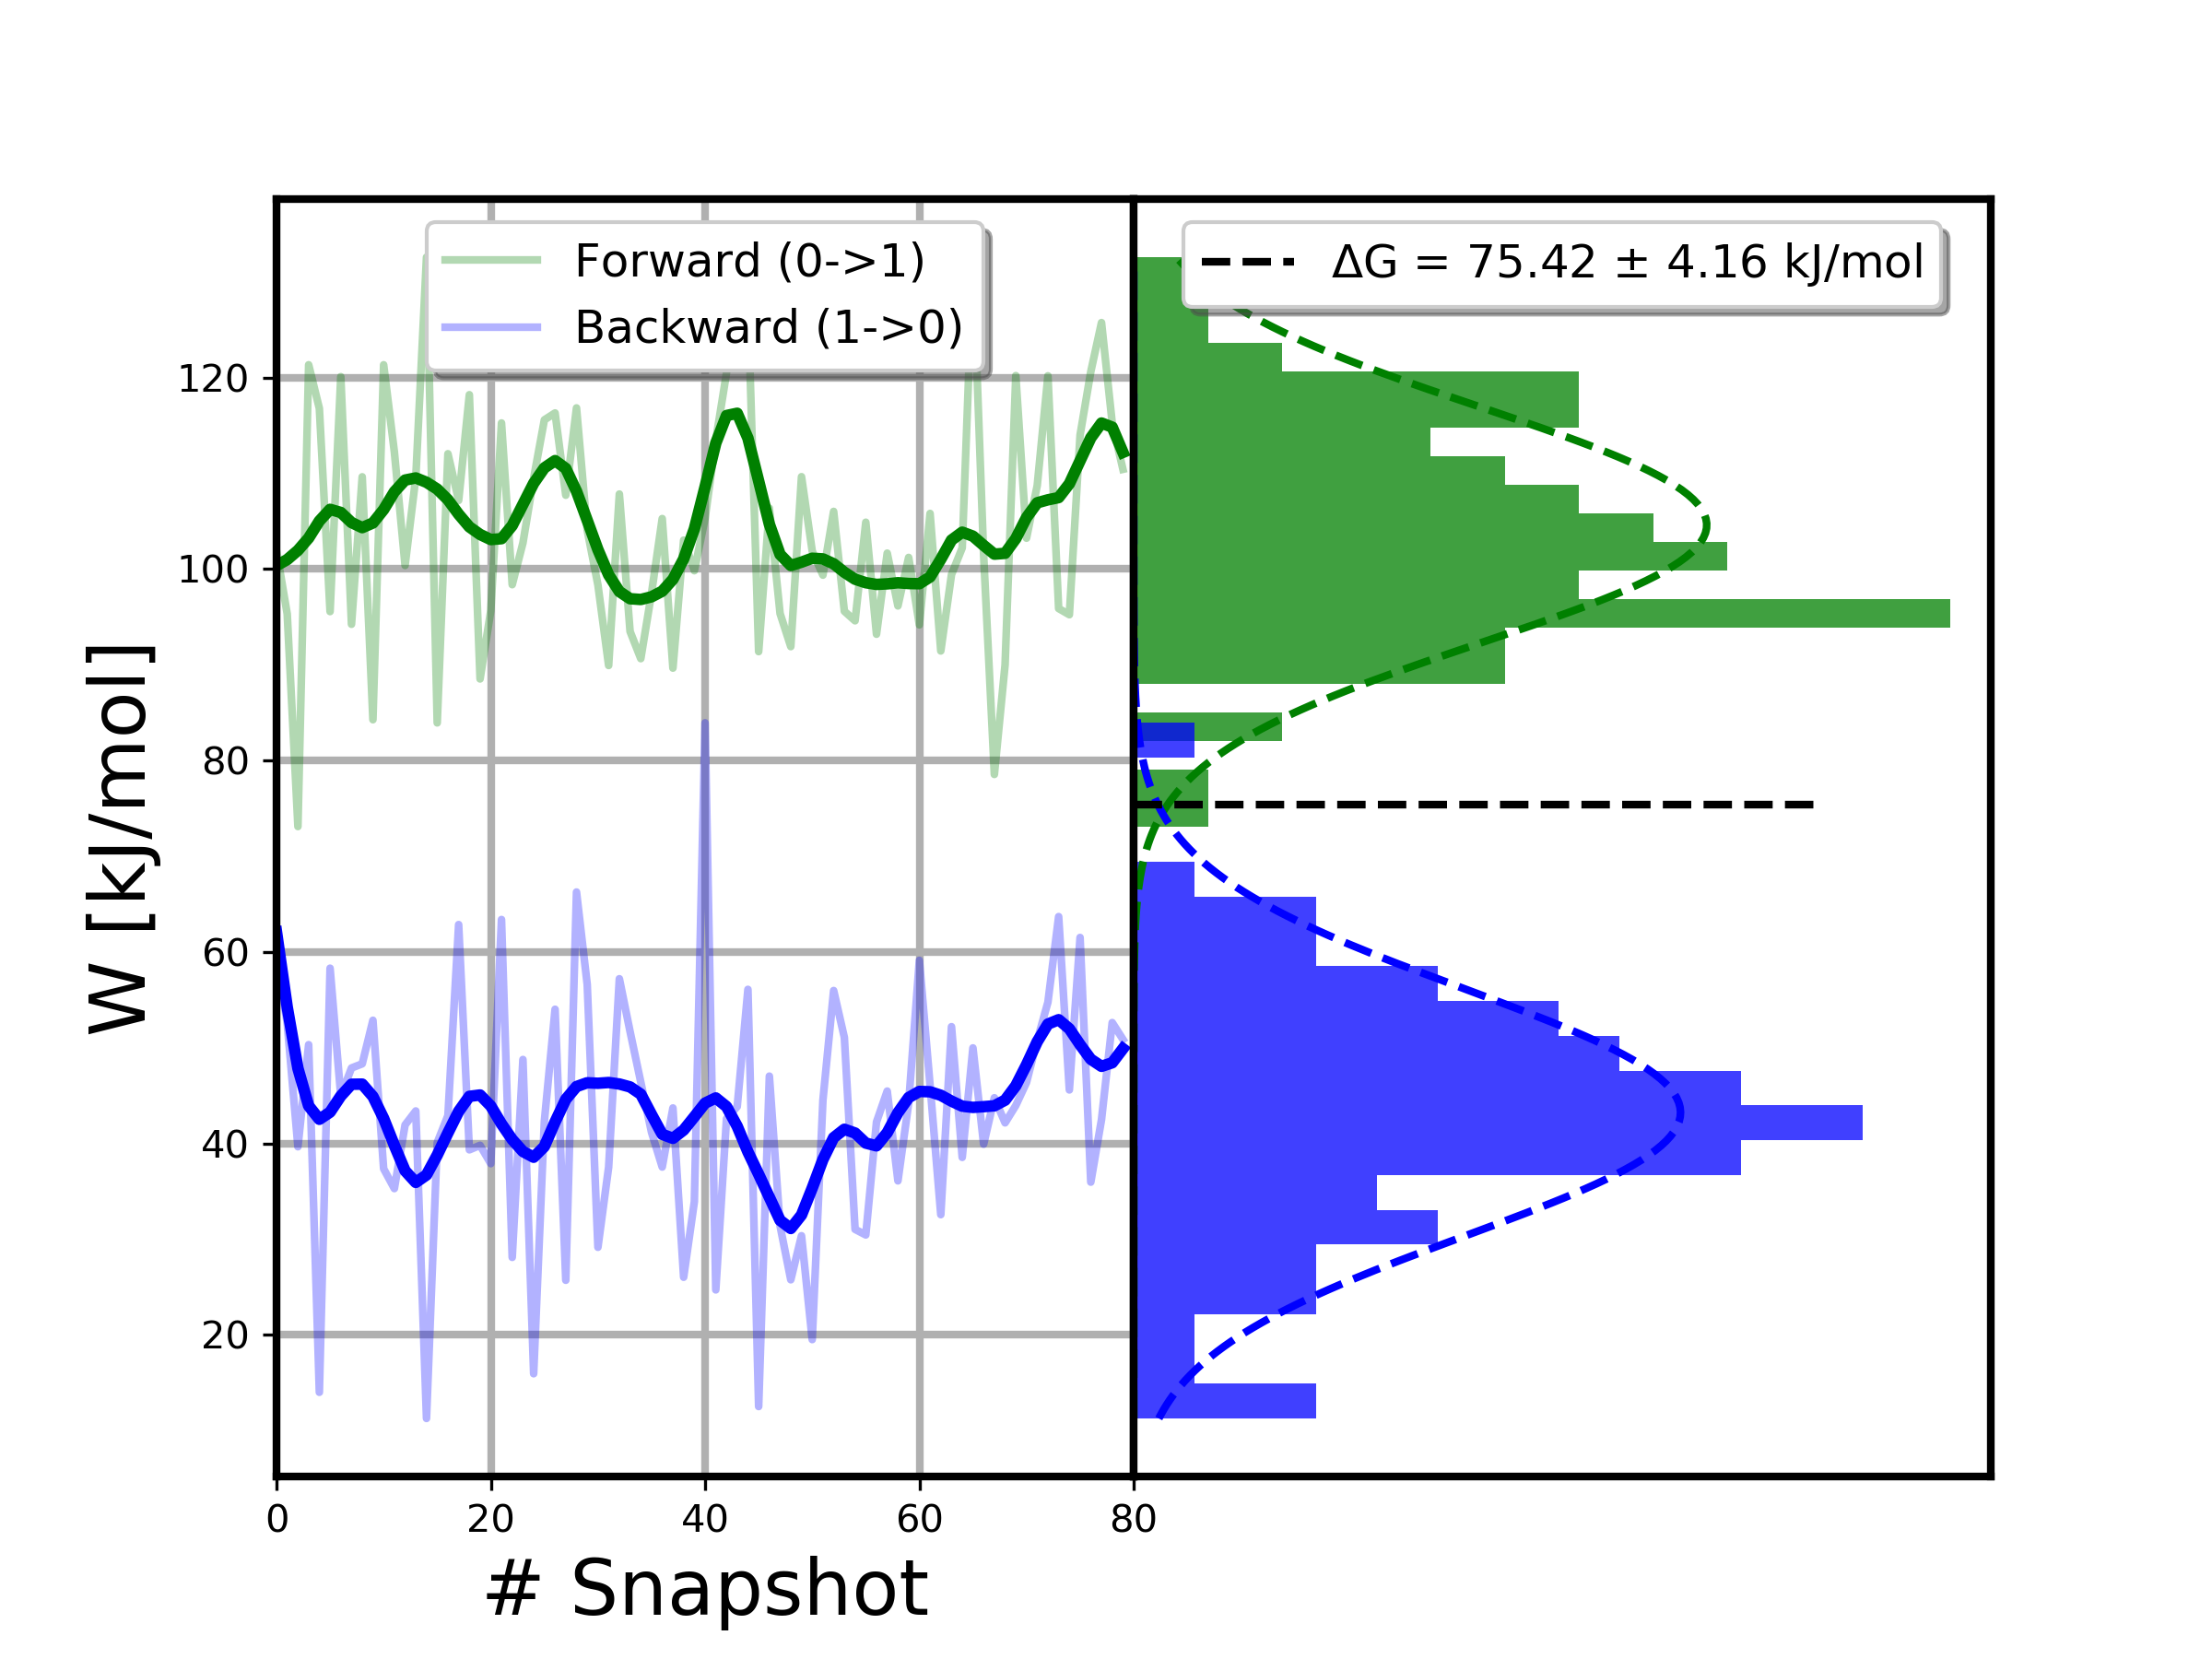 Forward (0->1)
Backward (1->0)
ΔG = 75.42 ± 4.16 kJ/mol
W [kJ/mol]
120
100
80
60
40
20
0 20 40 60 80
# Snapshot